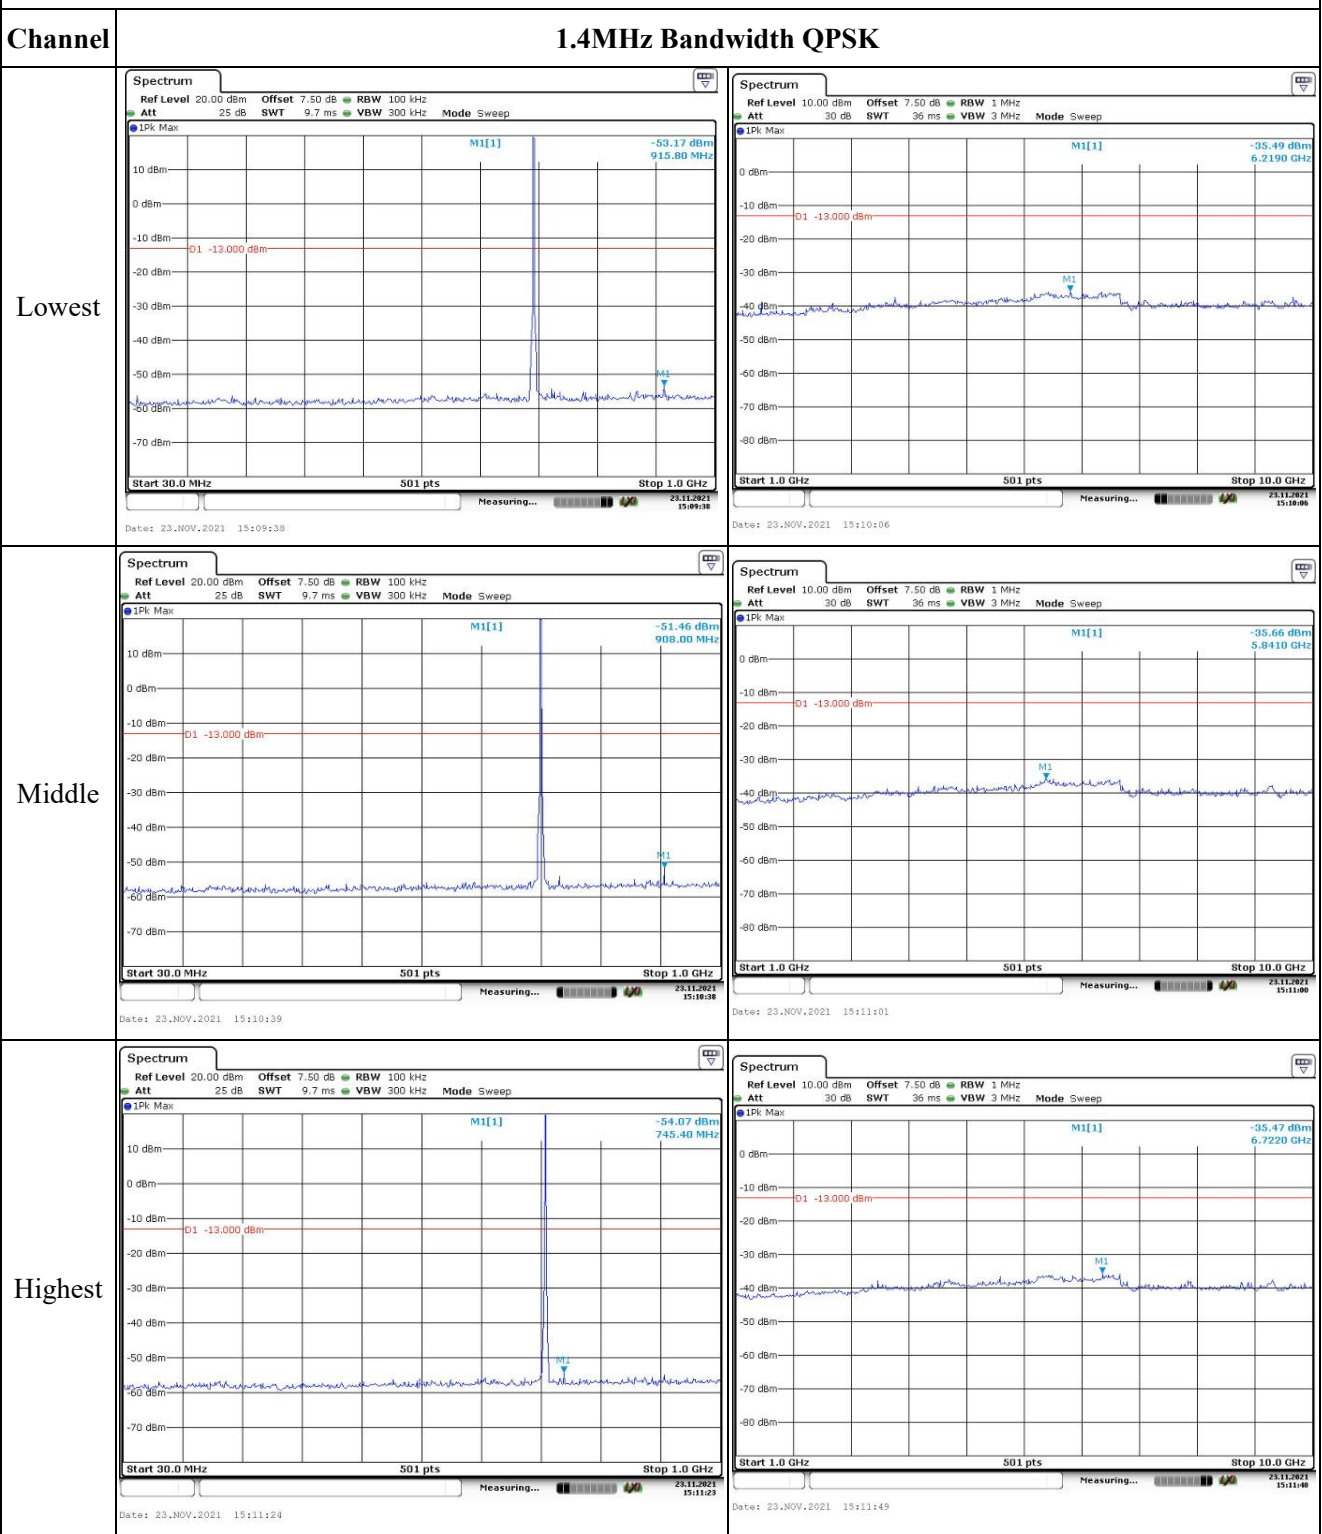 Channel 1.4MHz Bandwidth QPSK
Lowest
Spectrum
Ref Level 20.00 dBm Offset 7.50 dB RBW 100 kHz
Att 25 dB SWT 9.7 ms VBW 300 kHz Mode Sweep
1Pk Max
M1[1] -53.17 dBm
915.80 MHz
10 dBm
0 dBm
-10 dBm
D1 -13.000 dBm
-20 dBm
-30 dBm
-40 dBm
-50 dBm
M1
-60 dBm
-70 dBm
Start 30.0 MHz 501 pts Stop 1.0 GHz
Measuring... 23.11.2021
15:09:38
Date: 23.NOV.2021 15:09:38
Spectrum
Ref Level 10.00 dBm Offset 7.50 dB RBW 1 MHz
Att 30 dB SWT 36 ms VBW 3 MHz Mode Sweep
1Pk Max
M1[1] -35.49 dBm
6.2190 GHz
0 dBm
-10 dBm
D1 -13.000 dBm
-20 dBm
-30 dBm
M1
-40 dBm
-50 dBm
-60 dBm
-70 dBm
-80 dBm
Start 1.0 GHz 501 pts Stop 10.0 GHz
Measuring... 23.11.2021
15:10:06
Date: 23.NOV.2021 15:10:06
Middle
Spectrum
Ref Level 20.00 dBm Offset 7.50 dB RBW 100 kHz
Att 25 dB SWT 9.7 ms VBW 300 kHz Mode Sweep
1Pk Max
M1[1] -51.46 dBm
908.00 MHz
10 dBm
0 dBm
-10 dBm
D1 -13.000 dBm
-20 dBm
-30 dBm
-40 dBm
-50 dBm
M1
-60 dBm
-70 dBm
Start 30.0 MHz 501 pts Stop 1.0 GHz
Measuring... 23.11.2021
15:10:38
Date: 23.NOV.2021 15:10:39
Spectrum
Ref Level 10.00 dBm Offset 7.50 dB RBW 1 MHz
Att 30 dB SWT 36 ms VBW 3 MHz Mode Sweep
1Pk Max
M1[1] -35.66 dBm
5.8410 GHz
0 dBm
-10 dBm
D1 -13.000 dBm
-20 dBm
-30 dBm
M1
-40 dBm
-50 dBm
-60 dBm
-70 dBm
-80 dBm
Start 1.0 GHz 501 pts Stop 10.0 GHz
Measuring... 23.11.2021
15:11:00
Date: 23.NOV.2021 15:11:01
Highest
Spectrum
Ref Level 20.00 dBm Offset 7.50 dB RBW 100 kHz
Att 25 dB SWT 9.7 ms VBW 300 kHz Mode Sweep
1Pk Max
M1[1] -54.07 dBm
745.40 MHz
10 dBm
0 dBm
-10 dBm
D1 -13.000 dBm
-20 dBm
-30 dBm
-40 dBm
-50 dBm
M1
-60 dBm
-70 dBm
Start 30.0 MHz 501 pts Stop 1.0 GHz
Measuring... 23.11.2021
15:11:23
Date: 23.NOV.2021 15:11:24
Spectrum
Ref Level 10.00 dBm Offset 7.50 dB RBW 1 MHz
Att 30 dB SWT 36 ms VBW 3 MHz Mode Sweep
1Pk Max
M1[1] -35.47 dBm
6.7220 GHz
0 dBm
-10 dBm
D1 -13.000 dBm
-20 dBm
-30 dBm
M1
-40 dBm
-50 dBm
-60 dBm
-70 dBm
-80 dBm
Start 1.0 GHz 501 pts Stop 10.0 GHz
Measuring... 23.11.2021
15:11:48
Date: 23.NOV.2021 15:11:49